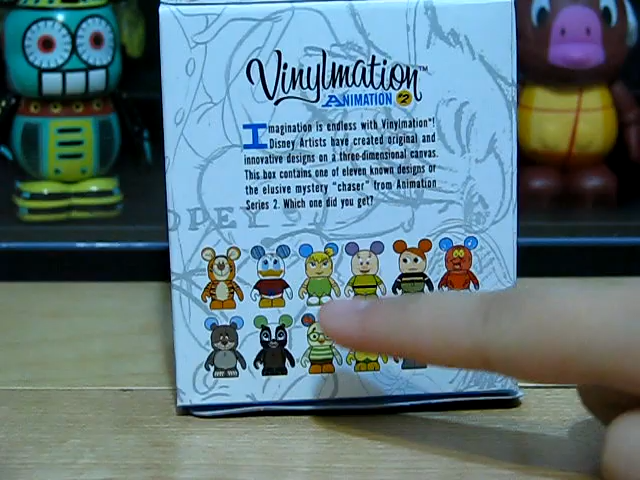 Vinylmation™
ANIMATION #2
Imagination is endless with Vinylmation®!
Disney Artists have created original and
innovative designs on a three-dimensional canvas.
This box contains one of eleven known designs or
the elusive mystery "chaser" from Animation
Series 2. Which one did you get?
OPEL